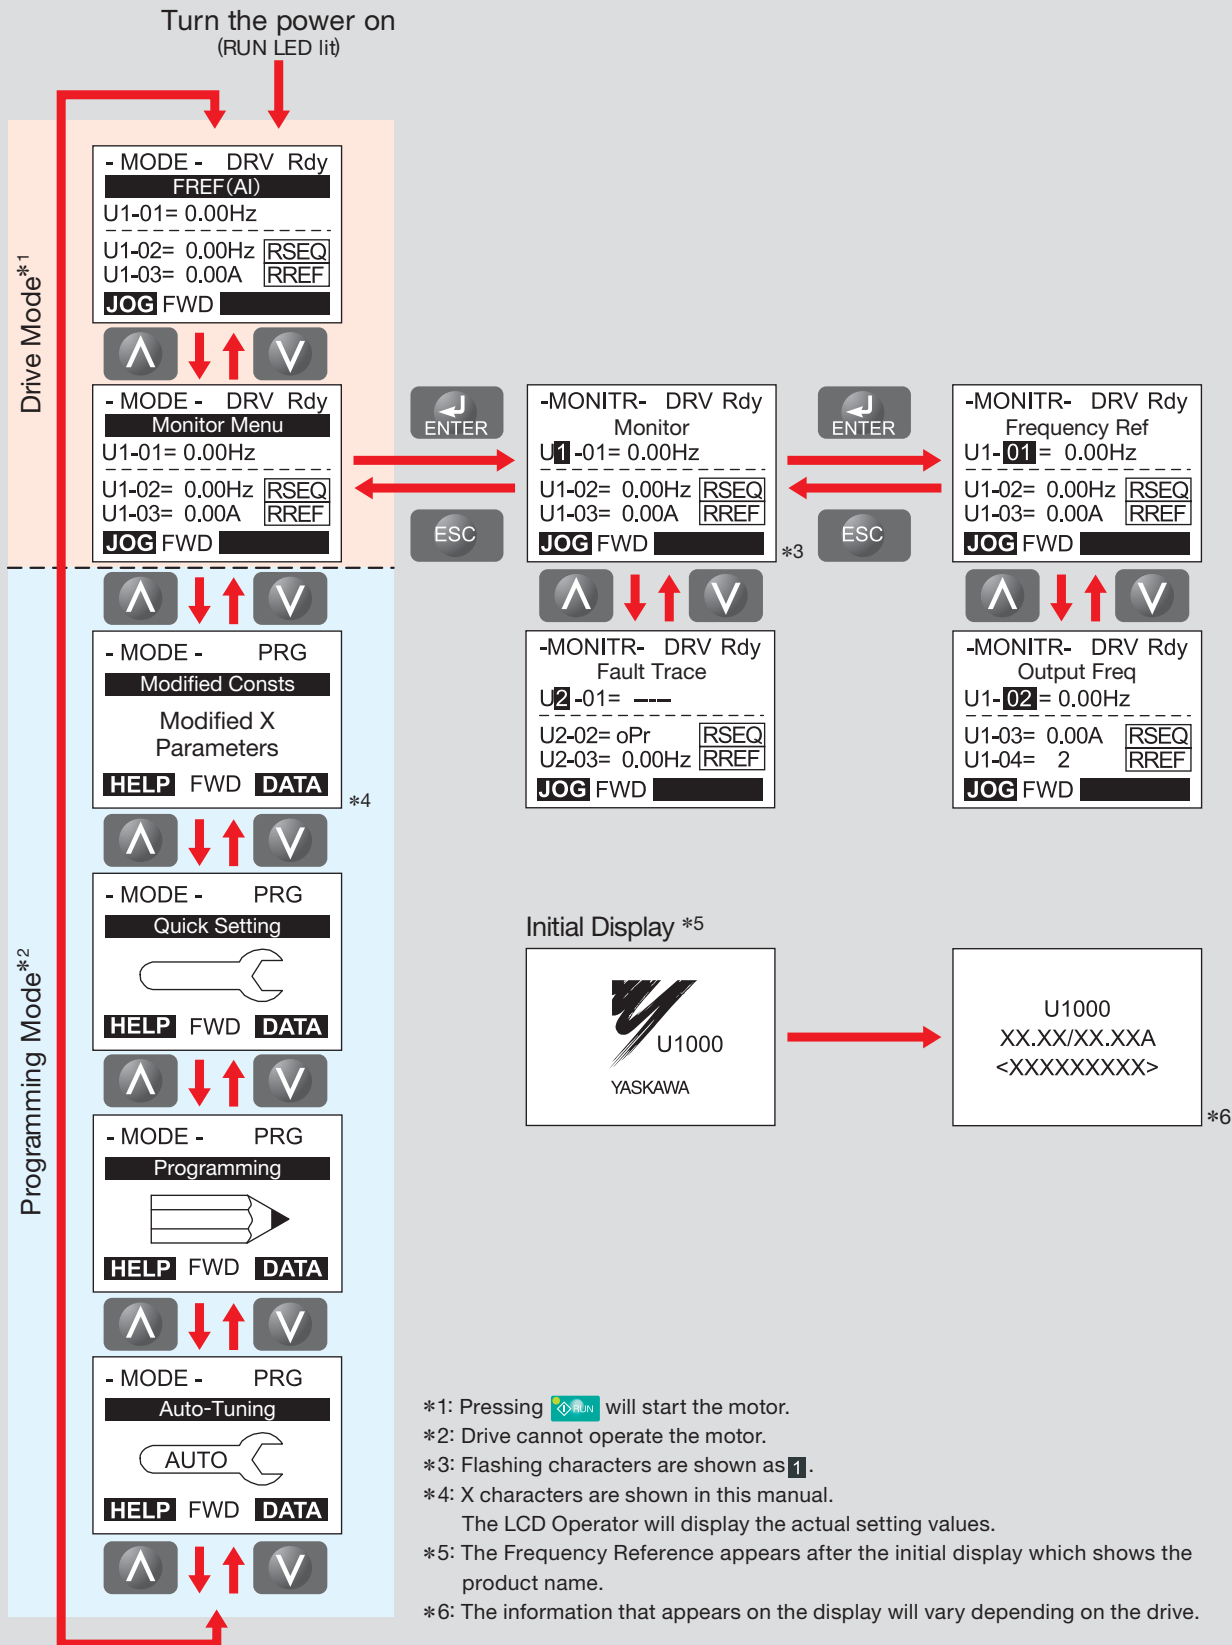 Turn the power on
(RUN LED lit)
Drive Mode*1
- MODE - DRV Rdy
FREF(AI)
U1-01= 0.00Hz
U1-02= 0.00Hz RSEQ
U1-03= 0.00A RREF
JOG FWD
- MODE - DRV Rdy
Monitor Menu
U1-01= 0.00Hz
U1-02= 0.00Hz RSEQ
U1-03= 0.00A RREF
JOG FWD
ENTER
ESC
-MONITR- DRV Rdy
Monitor
U1 -01= 0.00Hz
U1-02= 0.00Hz RSEQ
U1-03= 0.00A RREF
JOG FWD
*3
ENTER
ESC
-MONITR- DRV Rdy
Frequency Ref
U1- 01 = 0.00Hz
U1-02= 0.00Hz RSEQ
U1-03= 0.00A RREF
JOG FWD
-MONITR- DRV Rdy
Fault Trace
U2 -01= ----
U2-02= oPr RSEQ
U2-03= 0.00Hz RREF
JOG FWD
-MONITR- DRV Rdy
Output Freq
U1- 02 = 0.00Hz
U1-03= 0.00A RSEQ
U1-04= 2 RREF
JOG FWD
Programming Mode*2
- MODE - PRG
Modified Consts
Modified X
Parameters
HELP FWD DATA
*4
- MODE - PRG
Quick Setting
HELP FWD DATA
- MODE - PRG
Programming
HELP FWD DATA
- MODE - PRG
Auto-Tuning
AUTO
HELP FWD DATA
Initial Display *5
U1000
YASKAWA
U1000
XX.XX/XX.XXA
<XXXXXXXXX>
*6
*1: Pressing RUN will start the motor.
*2: Drive cannot operate the motor.
*3: Flashing characters are shown as 1 .
*4: X characters are shown in this manual.
The LCD Operator will display the actual setting values.
*5: The Frequency Reference appears after the initial display which shows the
product name.
*6: The information that appears on the display will vary depending on the drive.